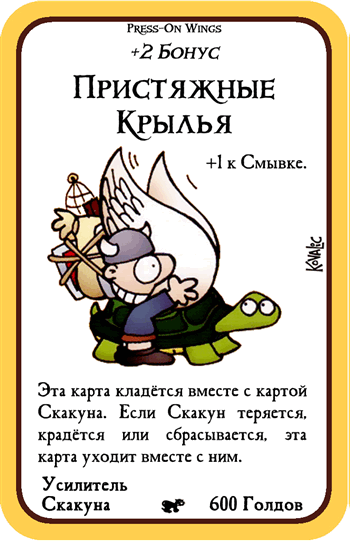 Press-On Wings
+2 Бонус
Пристяжные
Крылья
+1 к Смывке.
Kovalic
Эта карта кладётся вместе с картой
Скакуна. Если Скакун теряется,
крадётся или сбрасывается, эта
карта уходит вместе с ним.
Усилитель
Скакуна
600 Голдов